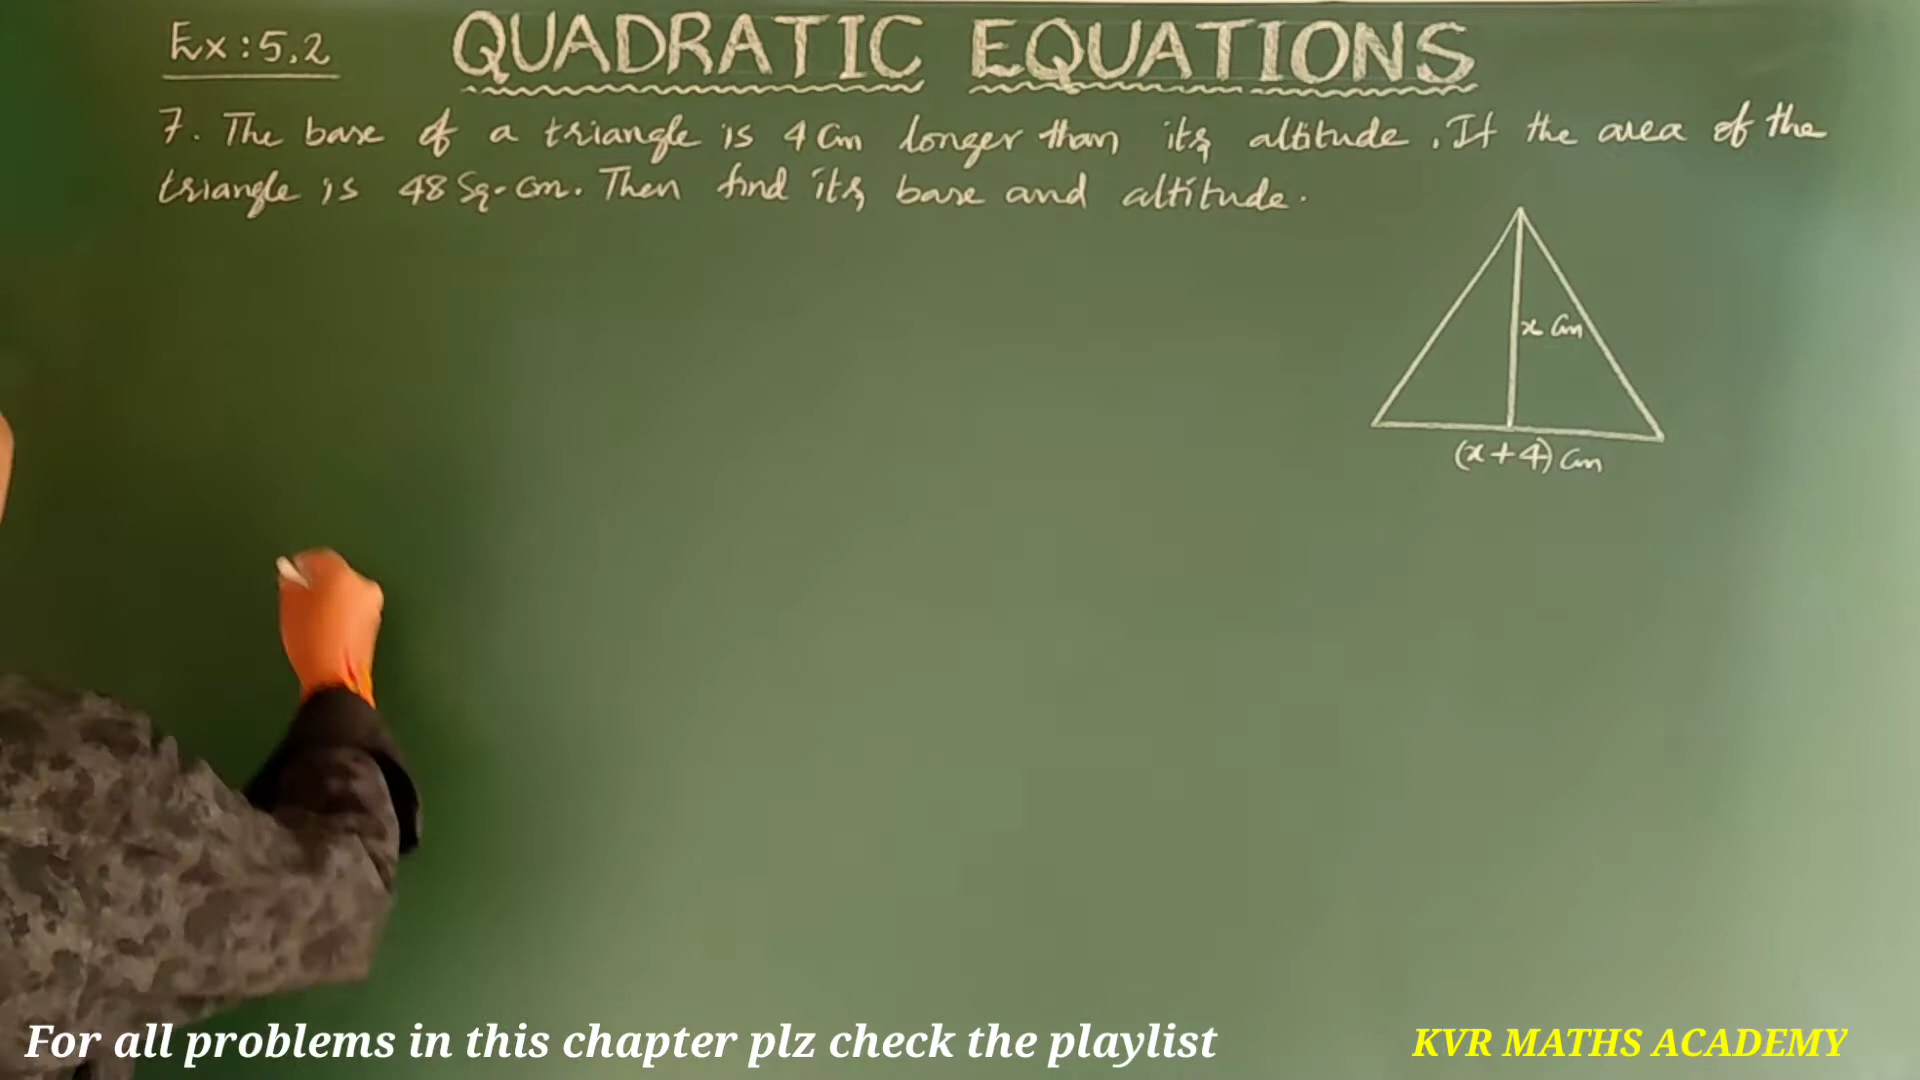 Ex:5.2 QUADRATIC EQUATIONS
7. The base of a triangle is 4 Cm longer than its altitude. If the area of the
triangle is 48 Sq.cm. Then find its base and altitude.
x Cm
(x+4) Cm
For all problems in this chapter plz check the playlist KVR MATHS ACADEMY